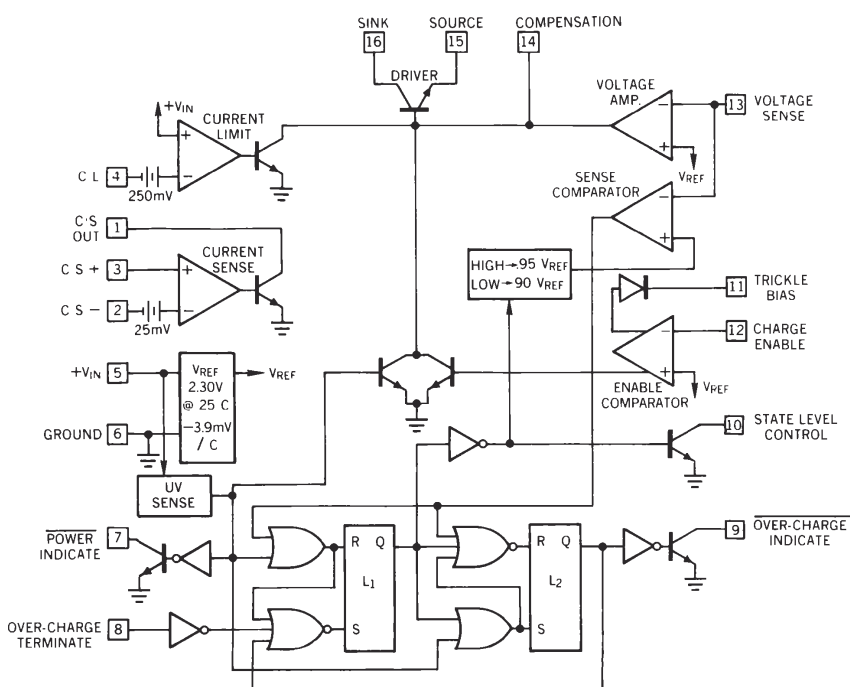 SINK
16
SOURCE
15
COMPENSATION
14
DRIVER
VOLTAGE
AMP.
13
VOLTAGE
SENSE
+VIN
CURRENT
LIMIT
CL
4
250mV
VREF
SENSE
COMPARATOR
C'S
OUT
1
CURRENT
SENSE
CS+
3
CS-
2
25mV
HIGH→.95 VREF
LOW→90 VREF
11
TRICKLE
BIAS
12
CHARGE
ENABLE
+VIN
5
VREF
2.30V
@ 25 C
-3.9mV
/ C
VREF
VREF
ENABLE
COMPARATOR
GROUND
6
10
STATE LEVEL
CONTROL
UV
SENSE
POWER
INDICATE
7
R Q
L1
S
R Q
L2
S
9
OVER-CHARGE
INDICATE
OVER-CHARGE
TERMINATE
8